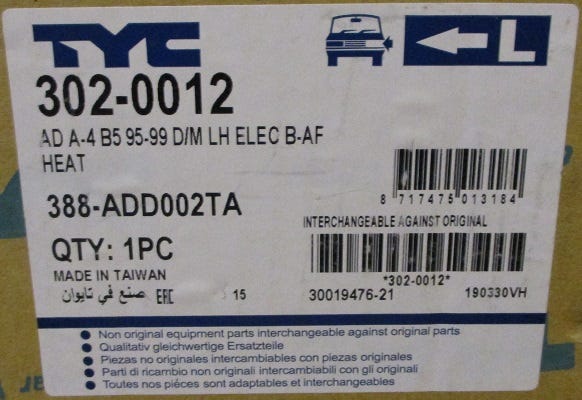 TYC
L
302-0012
AD A-4 B5 95-99 D/M LH ELEC B-AF
HEAT
388-ADD002TA
8 717475 013184
INTERCHANGEABLE AGAINST ORIGINAL
QTY: 1PC
*302-0012*
MADE IN TAIWAN
صنع في تايوان EAC 15
30019476-21 190330VH
Non original equipment parts interchangeable against original parts
Qualitativ gleichwertige Ersatzteile
Piezas no originales intercambiables con piezas originales
Parti di ricambio non originali intercambiabili con gli originali
Toutes nos piéces sont adaptables et interchangeables